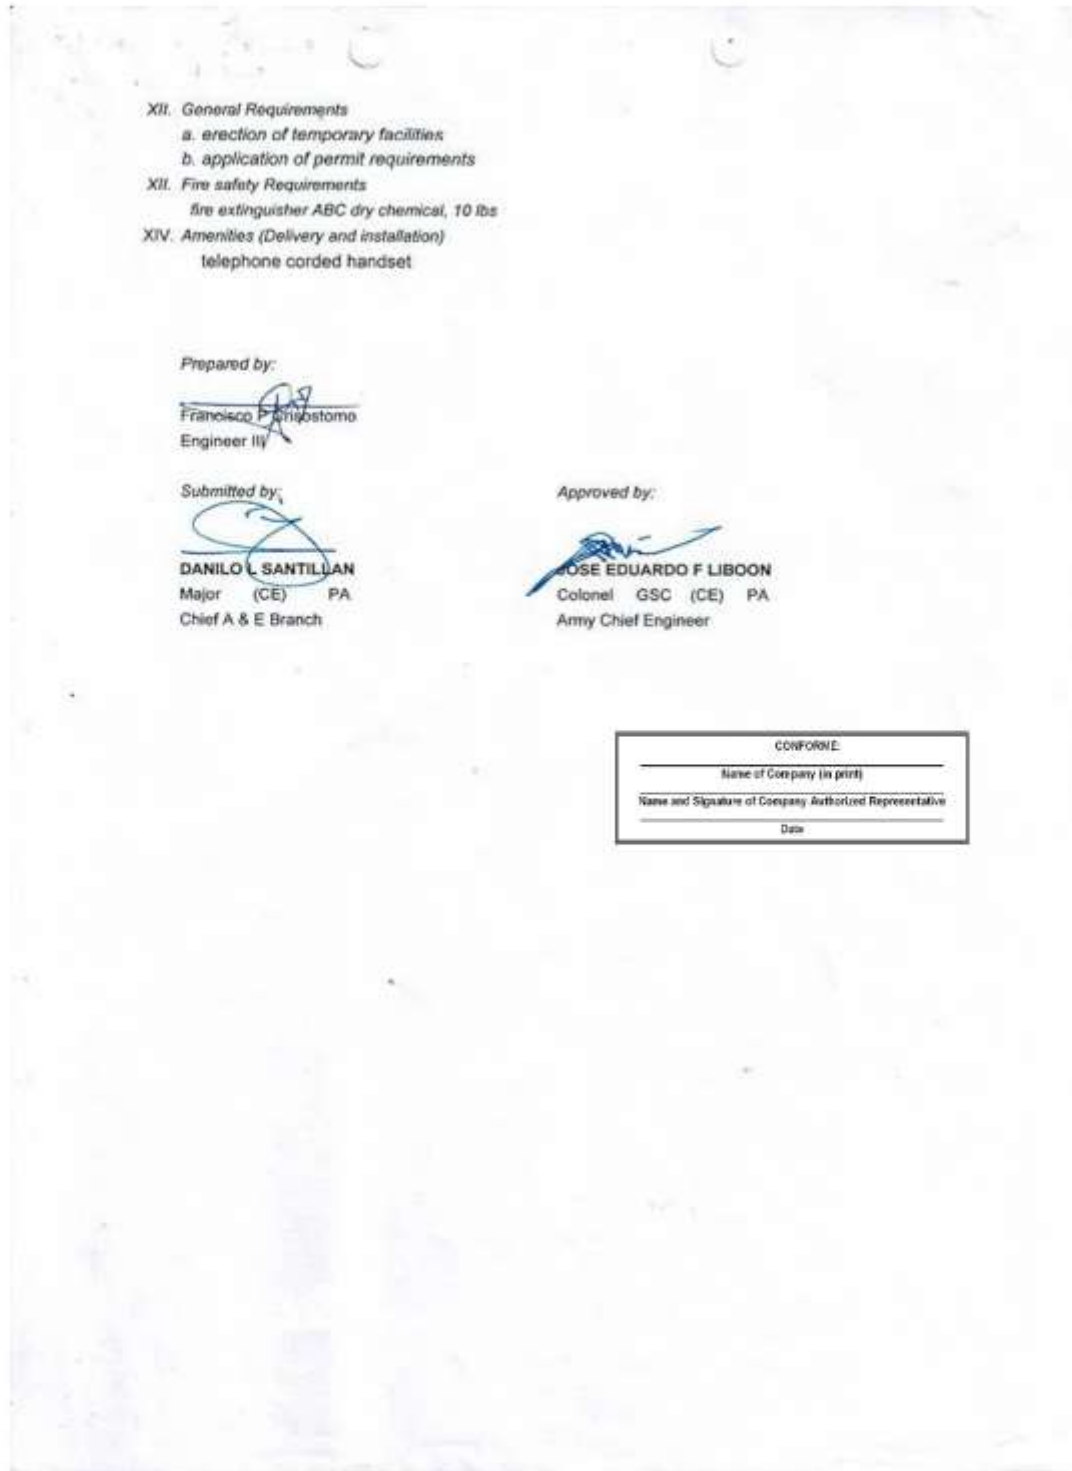 XII. General Requirements
a. erection of temporary facilities
b. application of permit requirements
XII. Fire safety Requirements
fire extinguisher ABC dry chemical, 10 lbs
XIV. Amenities (Delivery and installation)
telephone corded handset
Prepared by:
Francisco P Crisostomo
Engineer III
Submitted by:
Approved by:
DANILO L SANTILLAN
JOSE EDUARDO F LIBOON
Major (CE) PA
Colonel GSC (CE) PA
Chief A & E Branch
Army Chief Engineer
CONFORME:
Name of Company (in print)
Name and Signature of Company Authorized Representative
Date